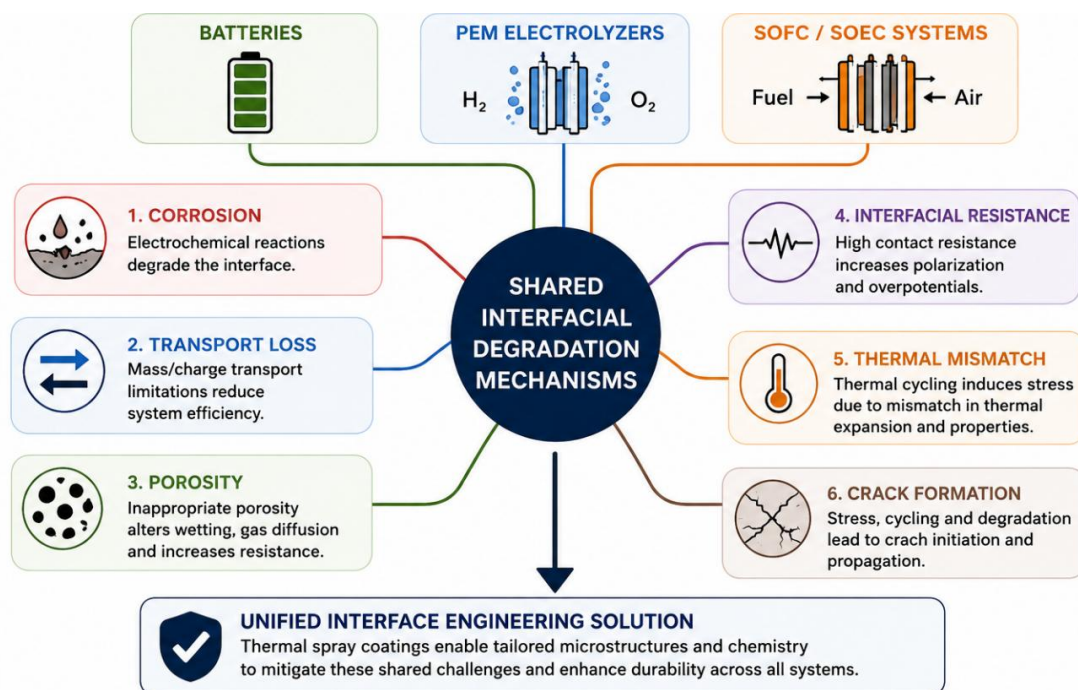 BATTERIES
PEM ELECTROLYZERS
H₂
O₂
SOFC / SOEC SYSTEMS
Fuel
Air
1. CORROSION
Electrochemical reactions
degrade the interface.
2. TRANSPORT LOSS
Mass/charge transport
limitations reduce
system efficiency.
3. POROSITY
Inappropriate porosity
alters wetting, gas diffusion
and increases resistance.
SHARED
INTERFACIAL
DEGRADATION
MECHANISMS
4. INTERFACIAL RESISTANCE
High contact resistance
increases polarization
and overpotentials.
5. THERMAL MISMATCH
Thermal cycling induces stress
due to mismatch in thermal
expansion and properties.
6. CRACK FORMATION
Stress, cycling and degradation
lead to crach initiation and
propagation.
UNIFIED INTERFACE ENGINEERING SOLUTION
Thermal spray coatings enable tailored microstructures and chemistry
to mitigate these shared challenges and enhance durability across all systems.